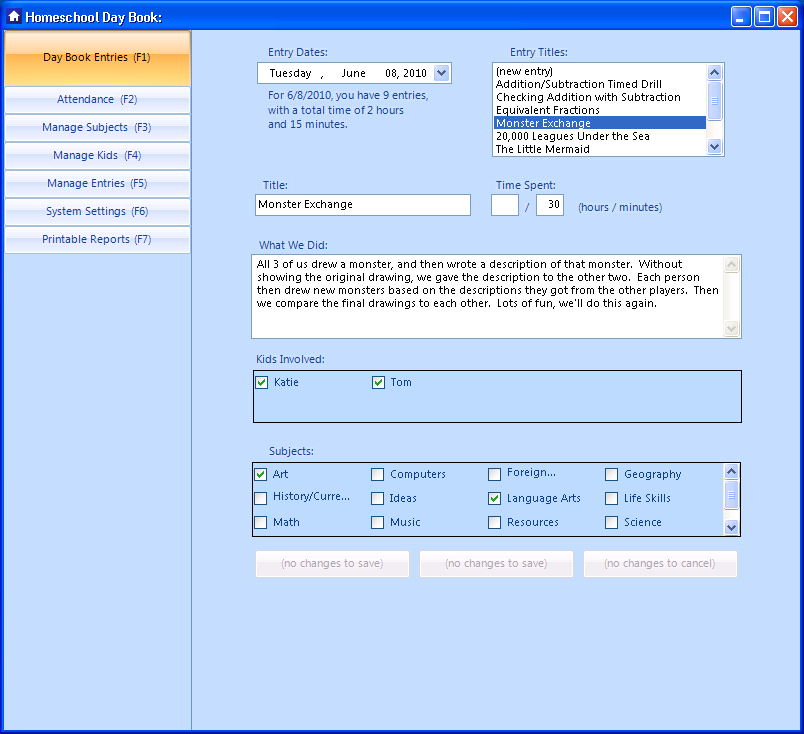 Homeschool Day Book:
Day Book Entries (F1)
Attendance (F2)
Manage Subjects (F3)
Manage Kids (F4)
Manage Entries (F5)
System Settings (F6)
Printable Reports (F7)
Entry Dates:
Tuesday , June 08, 2010
For 6/8/2010, you have 9 entries,
with a total time of 2 hours
and 15 minutes.
Entry Titles:
(new entry)
Addition/Subtraction Timed Drill
Checking Addition with Subtraction
Equivalent Fractions
Monster Exchange
20,000 Leagues Under the Sea
The Little Mermaid
Title:
Monster Exchange
Time Spent:
/ 30 (hours / minutes)
What We Did:
All 3 of us drew a monster, and then wrote a description of that monster. Without
showing the original drawing, we gave the description to the other two. Each person
then drew new monsters based on the descriptions they got from the other players. Then
we compare the final drawings to each other. Lots of fun, we'll do this again.
Kids Involved:
Katie Tom
Subjects:
Art Computers Foreign... Geography
History/Curre... Ideas Language Arts Life Skills
Math Music Resources Science
(no changes to save) (no changes to save) (no changes to cancel)